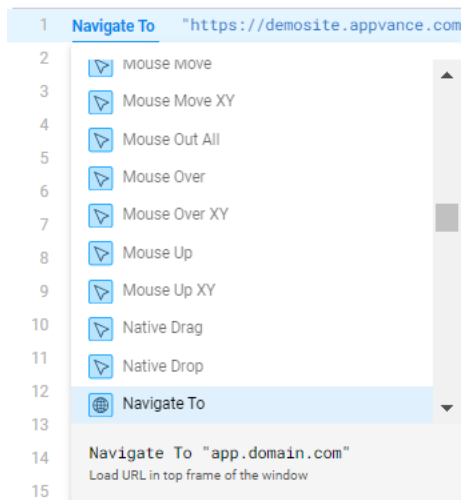 1 Navigate To "https://demosite.appvance.com
2 Mouse Move
3 Mouse Move XY
4 Mouse Out All
5 Mouse Over
6 Mouse Over XY
7
8 Mouse Up
9 Mouse Up XY
10 Native Drag
11 Native Drop
12 Navigate To
13
14 Navigate To "app.domain.com"
Load URL in top frame of the window
15